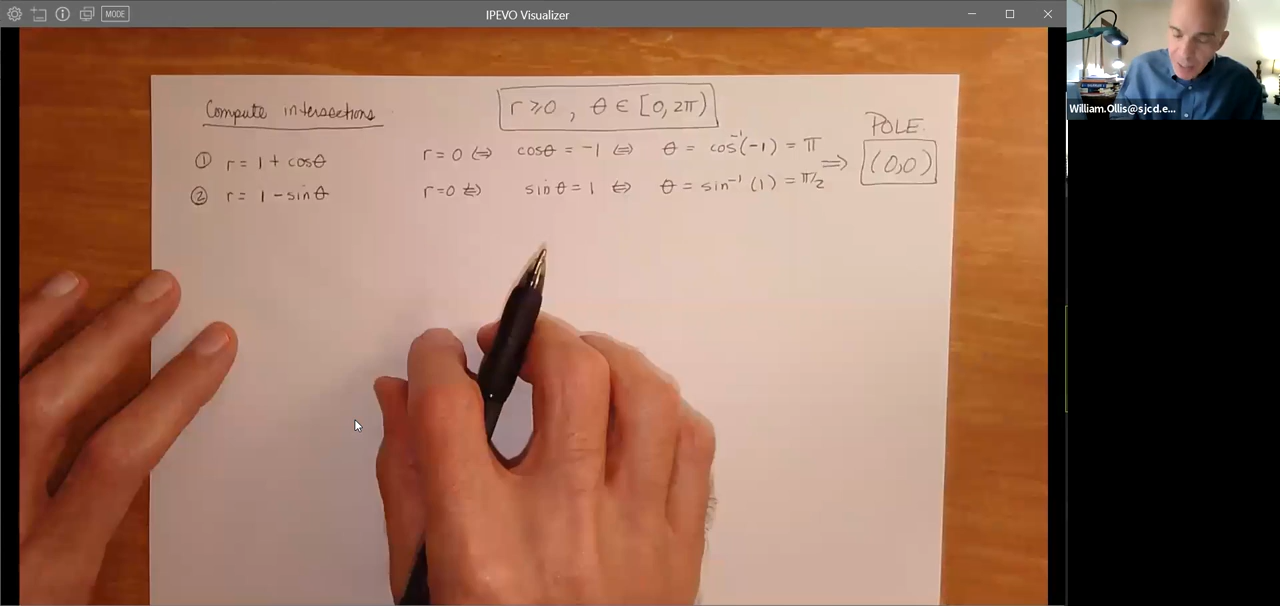 MODE
IPEVO Visualizer
William.Ollis@sjcd.e...
Compute intersections
r ≥ 0 , θ ∈ [0, 2π)
POLE.
① r = 1 + cosθ
r = 0 ⇔ cosθ = -1 ⇔ θ = cos⁻¹(-1) = π
⇒ (0,0)
② r = 1 - sinθ
r = 0 ⇔ sinθ = 1 ⇔ θ = sin⁻¹(1) = π/2